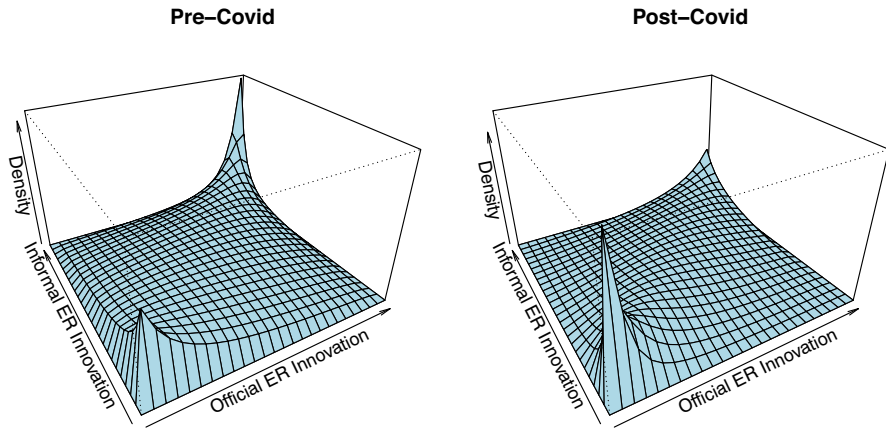 Pre–Covid
Density
Informal ER Innovation
Official ER Innovation
Post–Covid
Density
Informal ER Innovation
Official ER Innovation